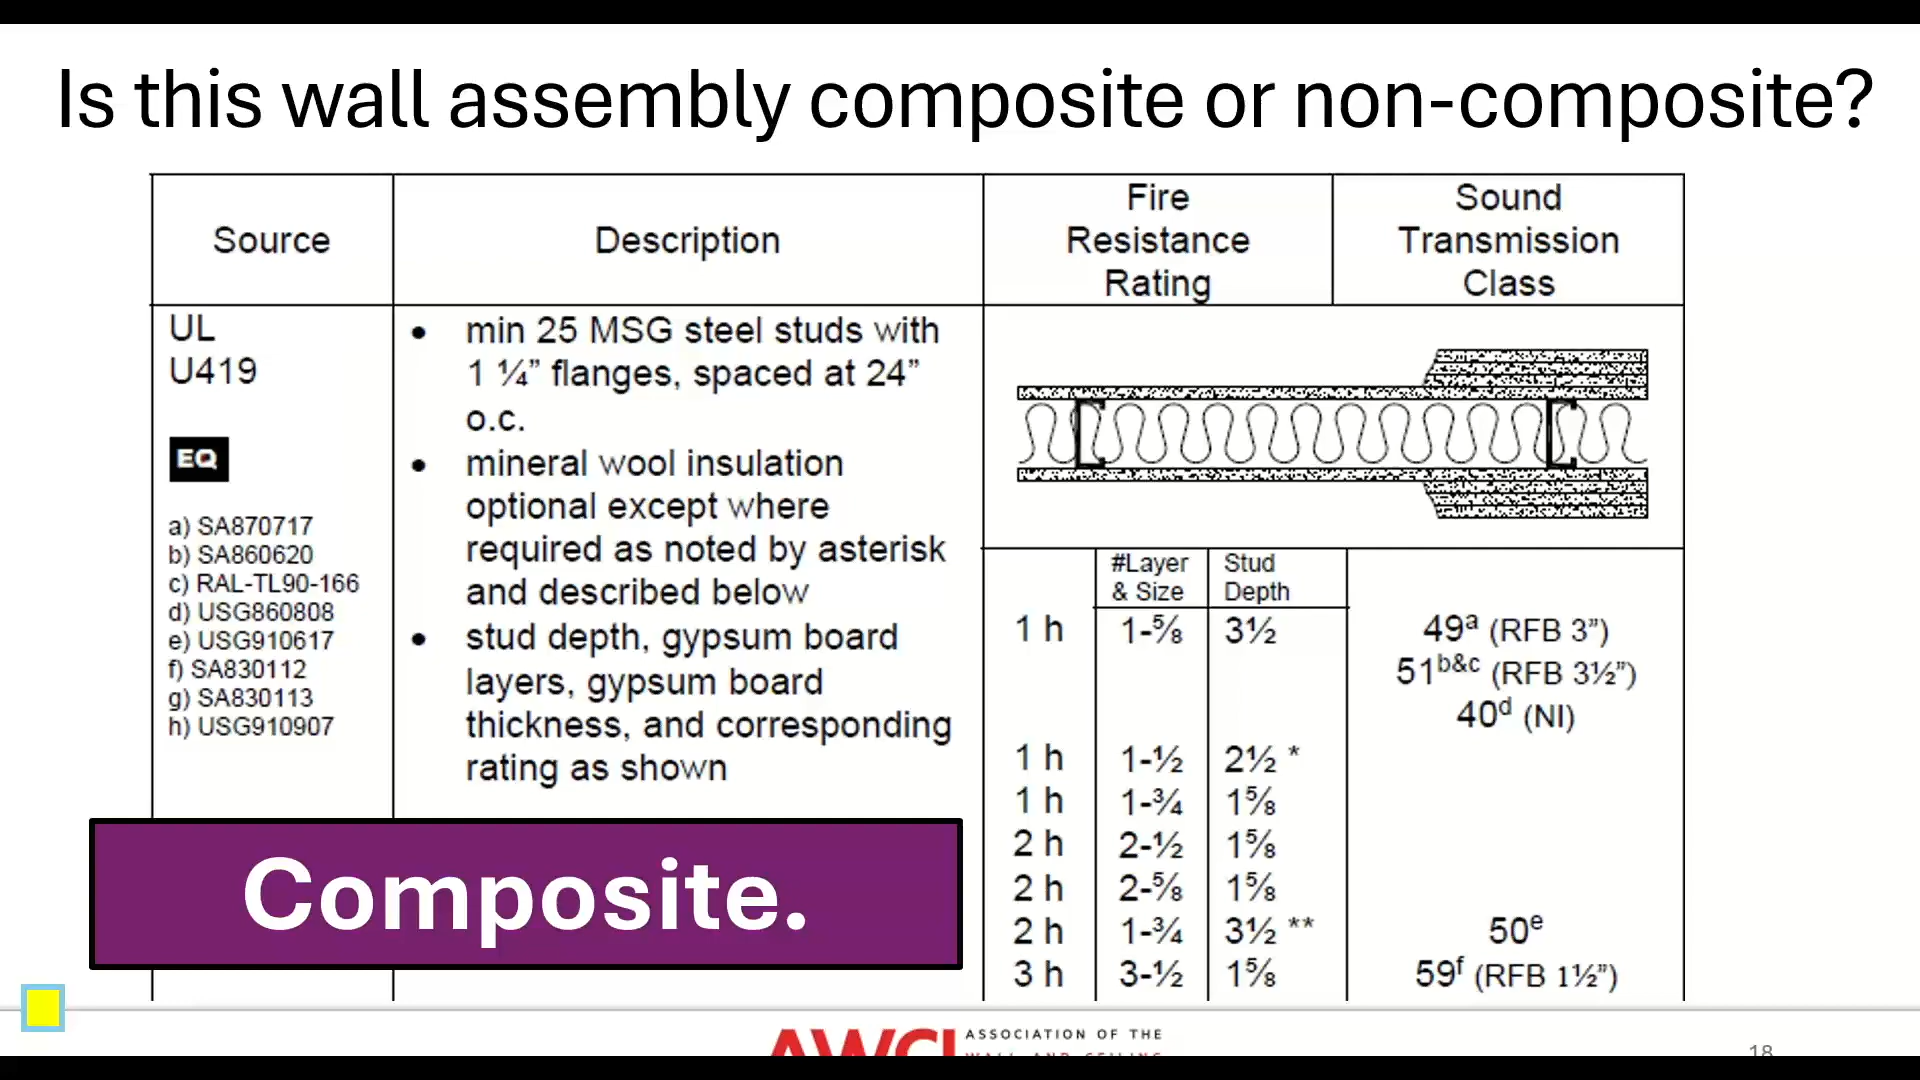 Is this wall assembly composite or non-composite?
Source
Description
Fire
Resistance
Rating
Sound
Transmission
Class
UL
U419
EQ
a) SA870717
b) SA860620
c) RAL-TL90-166
d) USG860808
e) USG910617
f) SA830112
g) SA830113
h) USG910907
• min 25 MSG steel studs with
1 ¼” flanges, spaced at 24”
o.c.
• mineral wool insulation
optional except where
required as noted by asterisk
and described below
• stud depth, gypsum board
layers, gypsum board
thickness, and corresponding
rating as shown
#Layer
& Size
Stud
Depth
1 h 1-⅝ 3½ 49ᵃ (RFB 3”)
51ᵇ&ᶜ (RFB 3½”)
40ᵈ (NI)
1 h 1-½ 2½ *
1 h 1-¾ 1⅝
2 h 2-½ 1⅝
2 h 2-⅝ 1⅝
2 h 1-¾ 3½ ** 50ᵉ
3 h 3-½ 1⅝ 59ᶠ (RFB 1½”)
Composite.
AWCI
ASSOCIATION OF THE
WALL AND CEILING
18